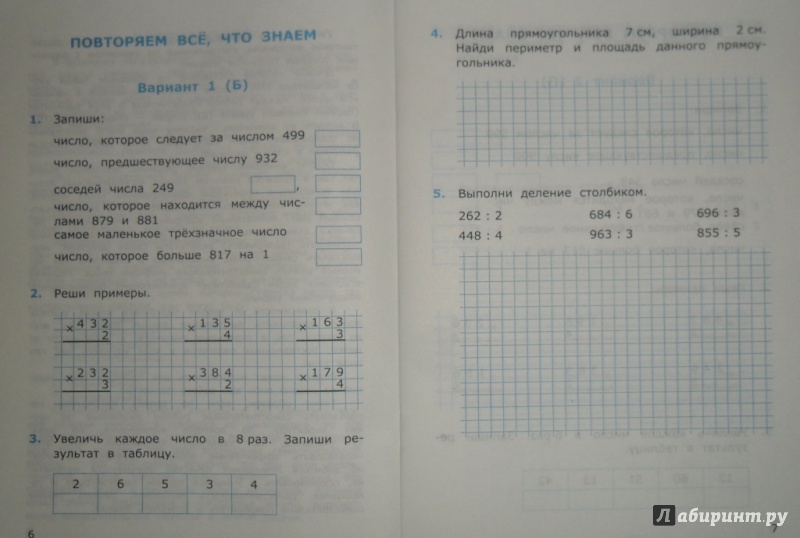 ПОВТОРЯЕМ ВСЁ, ЧТО ЗНАЕМ
Вариант 1 (Б)
1. Запиши:
число, которое следует за числом 499
число, предшествующее числу 932
соседей числа 249 ,
число, которое находится между чис-
лами 879 и 881
самое маленькое трёхзначное число
число, которое больше 817 на 1
2. Реши примеры.
×432 ×135 ×163
2 4 3
×232 ×384 ×179
3 2 4
3. Увеличь каждое число в 8 раз. Запиши ре-
зультат в таблицу.
2 6 5 3 4
6
4. Длина прямоугольника 7 см, ширина 2 см.
Найди периметр и площадь данного прямоу-
гольника.
5. Выполни деление столбиком.
262 : 2 684 : 6 696 : 3
448 : 4 963 : 3 855 : 5
7
Лабиринт.ру